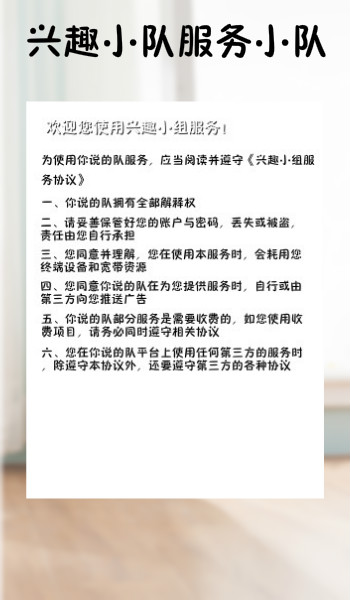 兴趣小队服务小队
欢迎您使用兴趣小组服务！
为使用你说的队服务，应当阅读并遵守《兴趣小组服
务协议》
一、你说的队拥有全部解释权
二、请妥善保管好您的账户与密码，丢失或被盗，
责任由您自行承担
三、您同意并理解，您在使用本服务时，会耗用您
终端设备和宽带资源
四、您同意你说的队在为您提供服务时，自行或由
第三方向您推送广告
五、你说的队部分服务是需要收费的，如您使用收
费项目，请务必同时遵守相关协议
六、您在你说的队平台上使用任何第三方的服务时
，除遵守本协议外，还要遵守第三方的各种协议